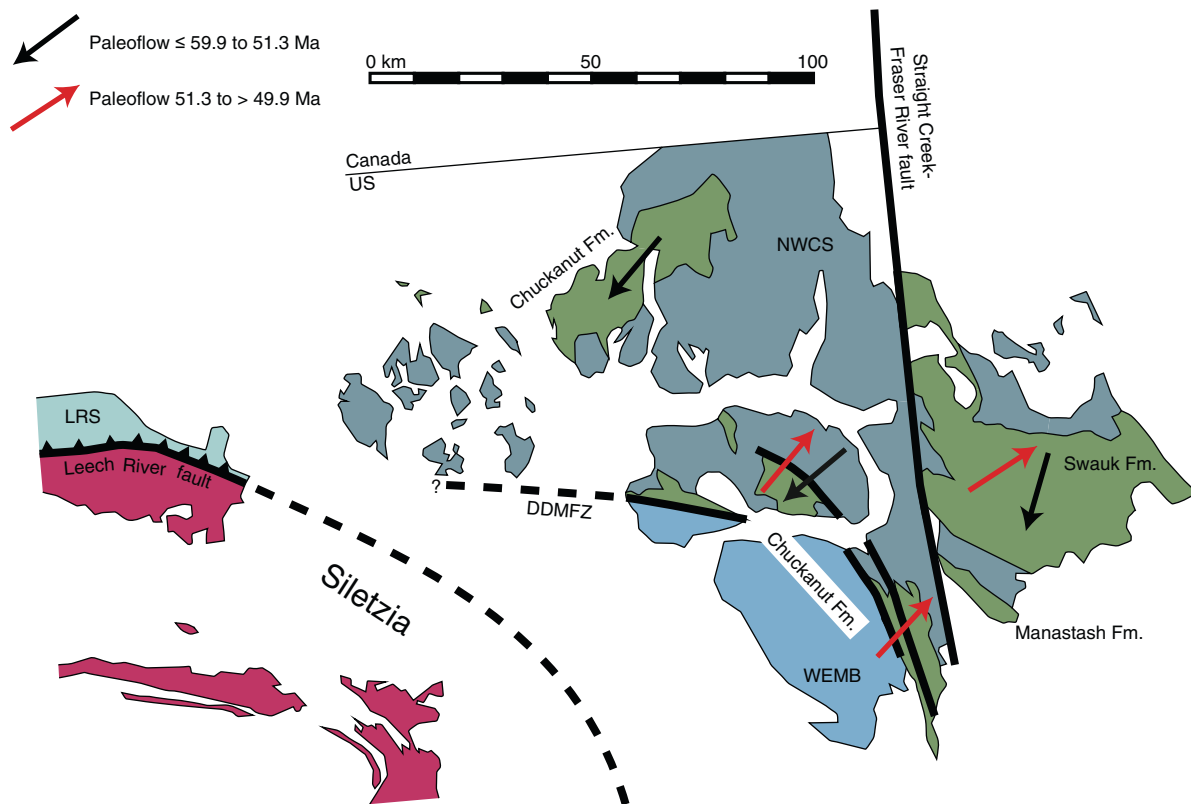 Paleoflow ≤ 59.9 to 51.3 Ma
Paleoflow 51.3 to > 49.9 Ma
0 km 50 100
Straight Creek-
Fraser River fault
Canada
US
Chuckanut Fm.
NWCS
LRS
Leech River fault
?
DDMFZ
Swauk Fm.
Chuckanut Fm.
Siletzia
Manastash Fm.
WEMB